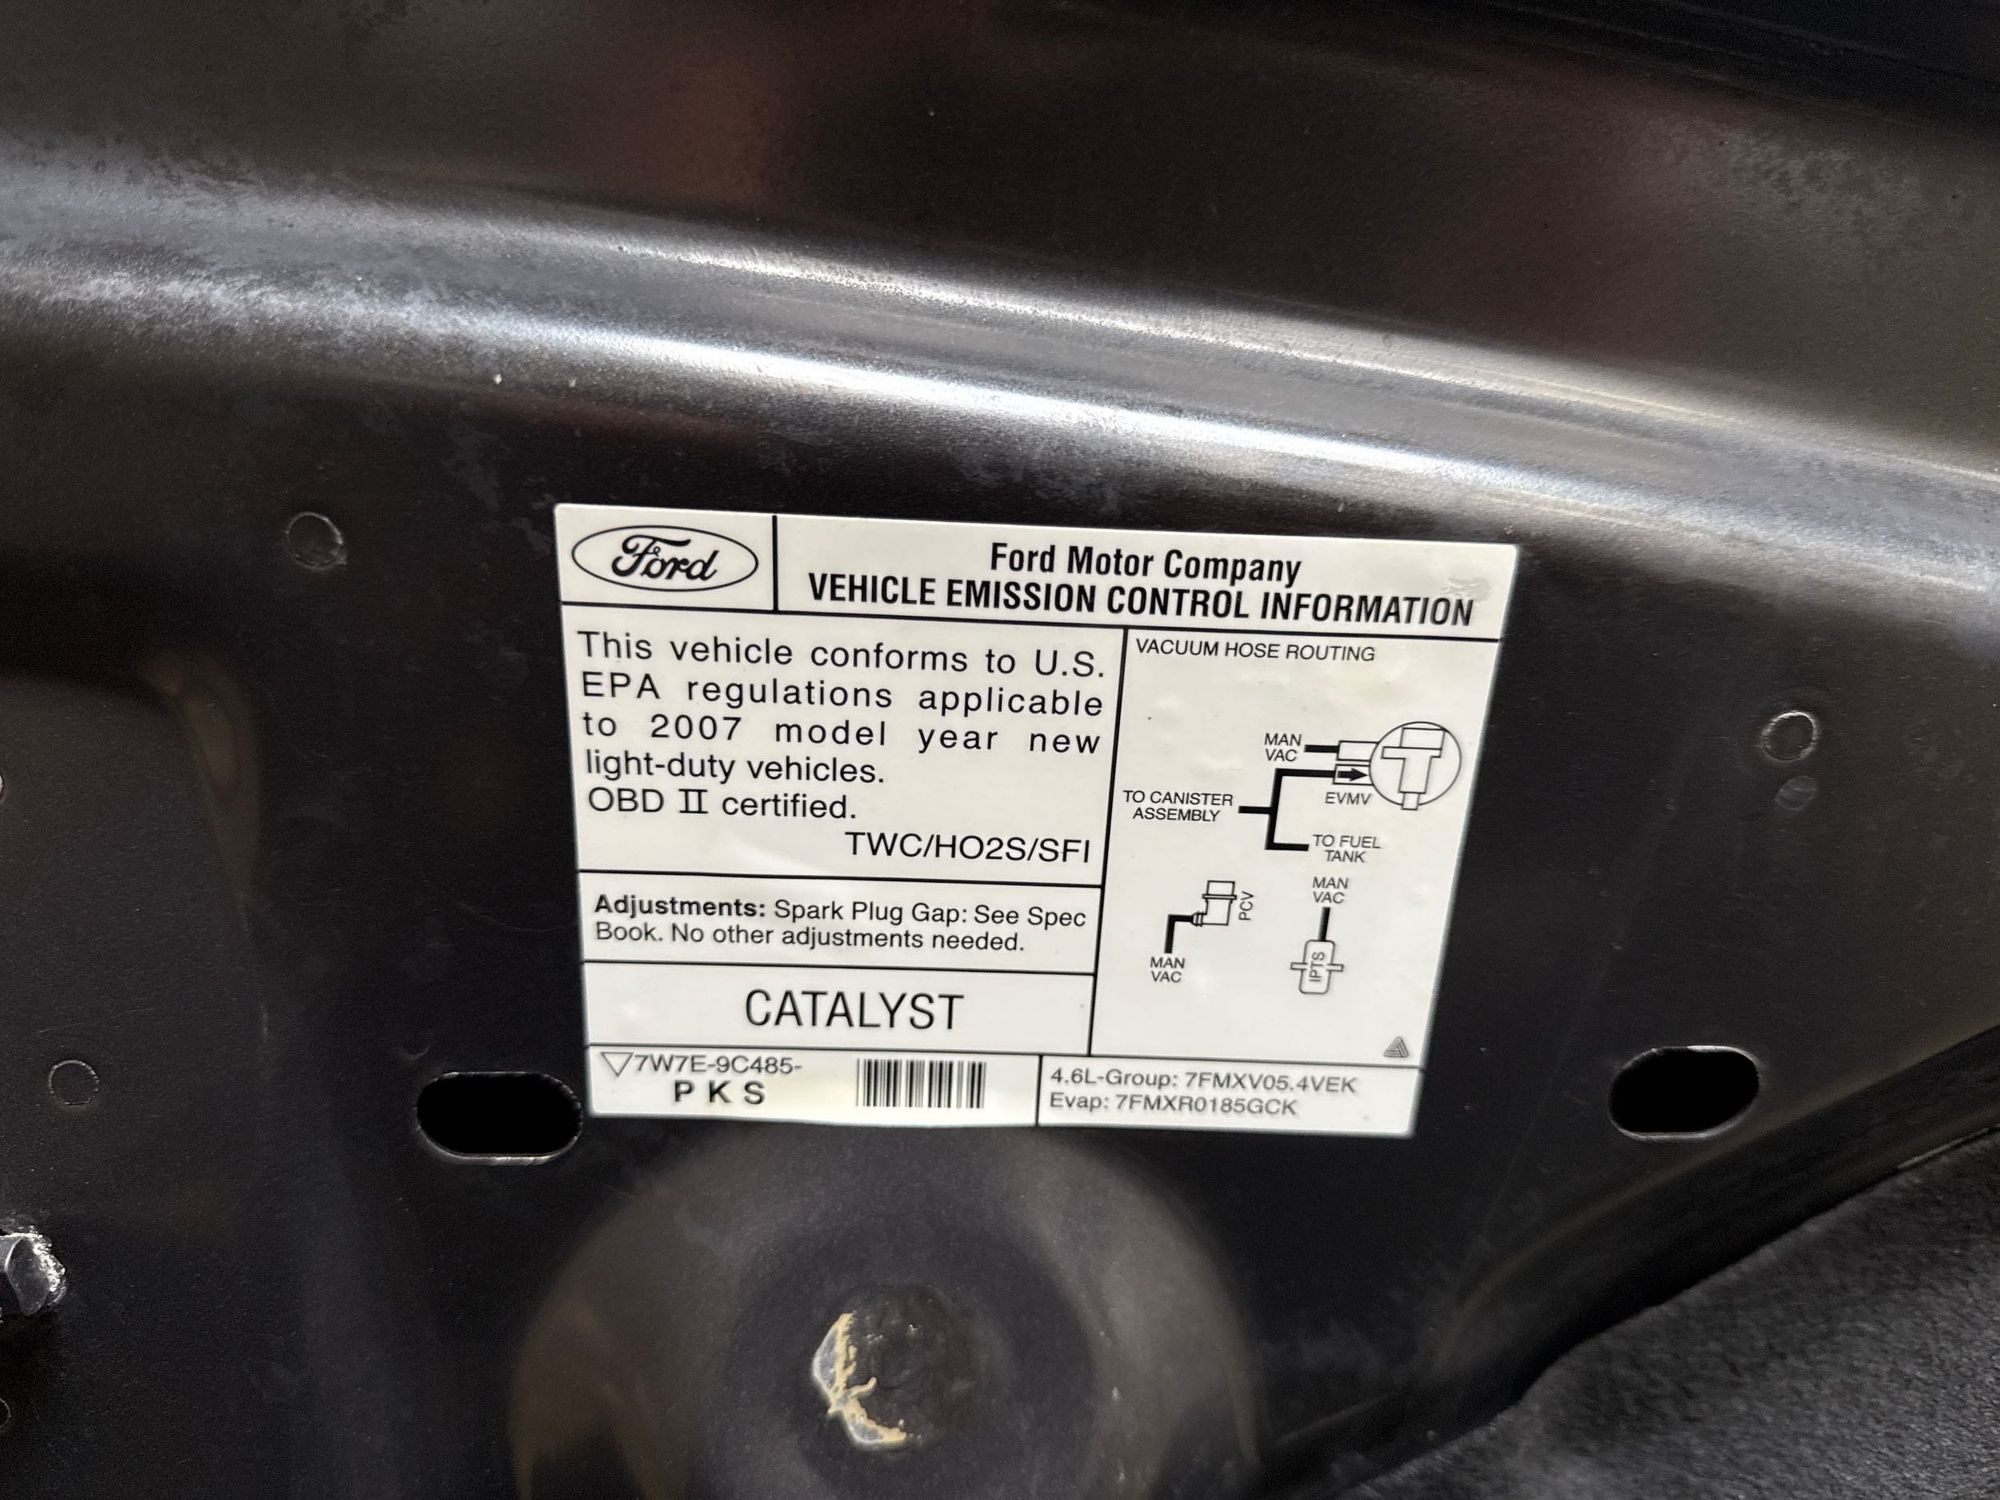 Ford
Ford Motor Company
VEHICLE EMISSION CONTROL INFORMATION
This vehicle conforms to U.S.
EPA regulations applicable
to 2007 model year new
light-duty vehicles.
OBD II certified.
TWC/HO2S/SFI
Adjustments: Spark Plug Gap: See Spec
Book. No other adjustments needed.
CATALYST
7W7E-9C485-
P K S
VACUUM HOSE ROUTING
MAN
VAC
EVMV
TO CANISTER
ASSEMBLY
TO FUEL
TANK
PCV
MAN
VAC
MAN
VAC
IPTS
4.6L-Group: 7FMXV05.4VEK
Evap: 7FMXR0185GCK